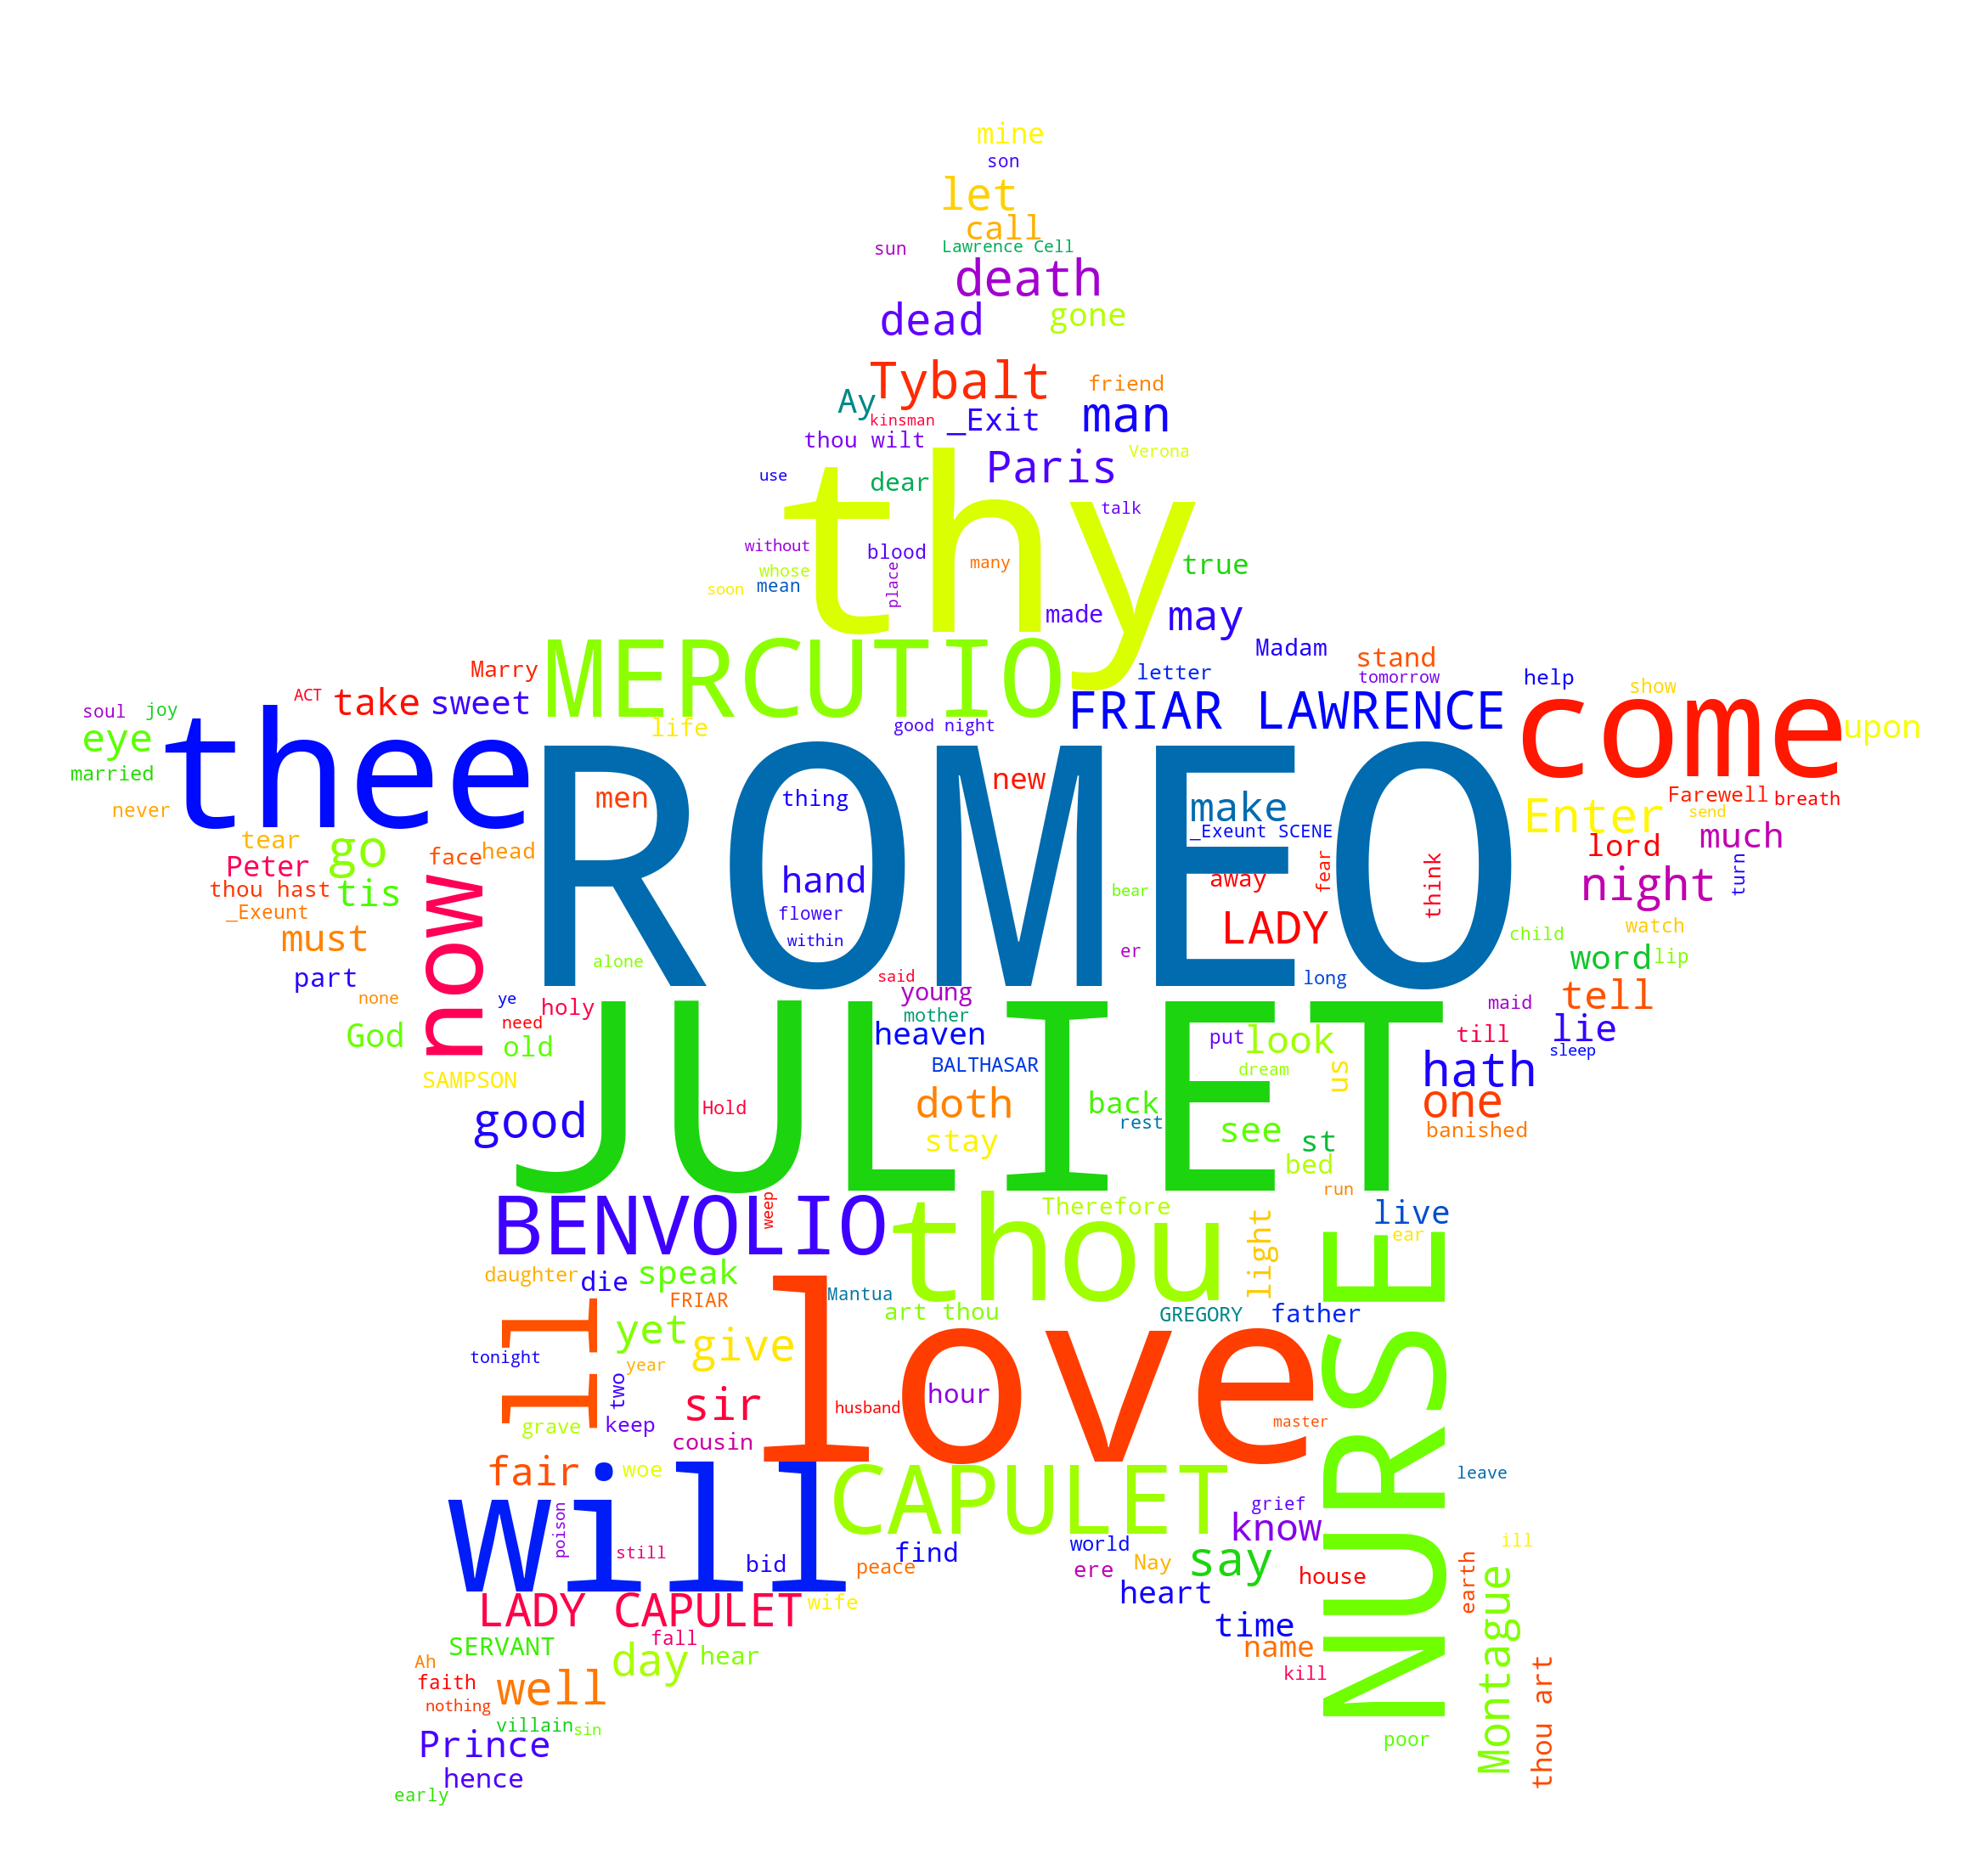 mine
son
let
call
sun
Lawrence Cell
death
dead
gone
Tybalt
friend
Ay
man
kinsman
_Exit
thou wilt
Verona
Paris
use
dear
thy
talk
without
blood
many
true
whose
place
mean
soon
made
may
MERCUTIO
Madam
stand
Marry
letter
tomorrow
help
show
ACT
take
sweet
FRIAR LAWRENCE
come
upon
soul
joy
life
good night
eye
thee
married
ROMEO
new
men
thing
make
Farewell
breath
never
send
Enter
_Exeunt SCENE
much
tear
go
face
head
lord
Peter
fear
think
turn
thou hast
tis
now
hand
away
bear
night
_Exeunt
flower
LADY
watch
must
within
child
er
word
lip
alone
part
said
long
tell
none
ye
holy
young
maid
need
mother
God
old
heaven
put
look
till
lie
sleep
BALTHASAR
dream
us
hath
SAMPSON
JULIET
good
Hold
doth
back
one
rest
see
banished
stay
st
bed
run
BENVOLIO
weep
thou
Therefore
live
ear
light
daughter
die
speak
Mantua
FRIAR
art thou
GREGORY
father
ll
yet
give
tonight
year
two
love
NURSE
sir
husband
hour
grave
keep
master
cousin
fair
woe
leave
will
CAPULET
grief
poison
know
still
find
world
ill
bid
peace
ere
Nay
say
house
earth
heart
LADY CAPULET
wife
time
Montague
SERVANT
fall
name
day
hear
Ah
faith
kill
well
nothing
thou art
villain
sin
Prince
poor
hence
early